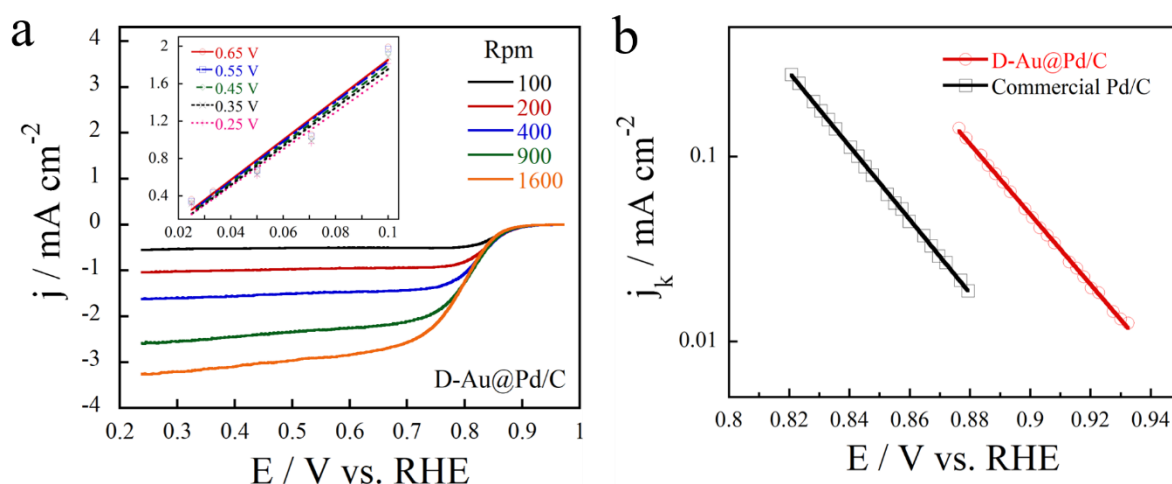 a
j / mA cm-2
4
3
2
1
0
-1
-2
-3
-4
2
1.6
1.2
0.8
0.4
0.02 0.04 0.06 0.08 0.1
0.65 V
0.55 V
0.45 V
0.35 V
0.25 V
Rpm
100
200
400
900
1600
D-Au@Pd/C
0.2 0.3 0.4 0.5 0.6 0.7 0.8 0.9 1
E / V vs. RHE
b
jk / mA cm-2
0.1
0.01
D-Au@Pd/C
Commercial Pd/C
0.8 0.82 0.84 0.86 0.88 0.9 0.92 0.94
E / V vs. RHE